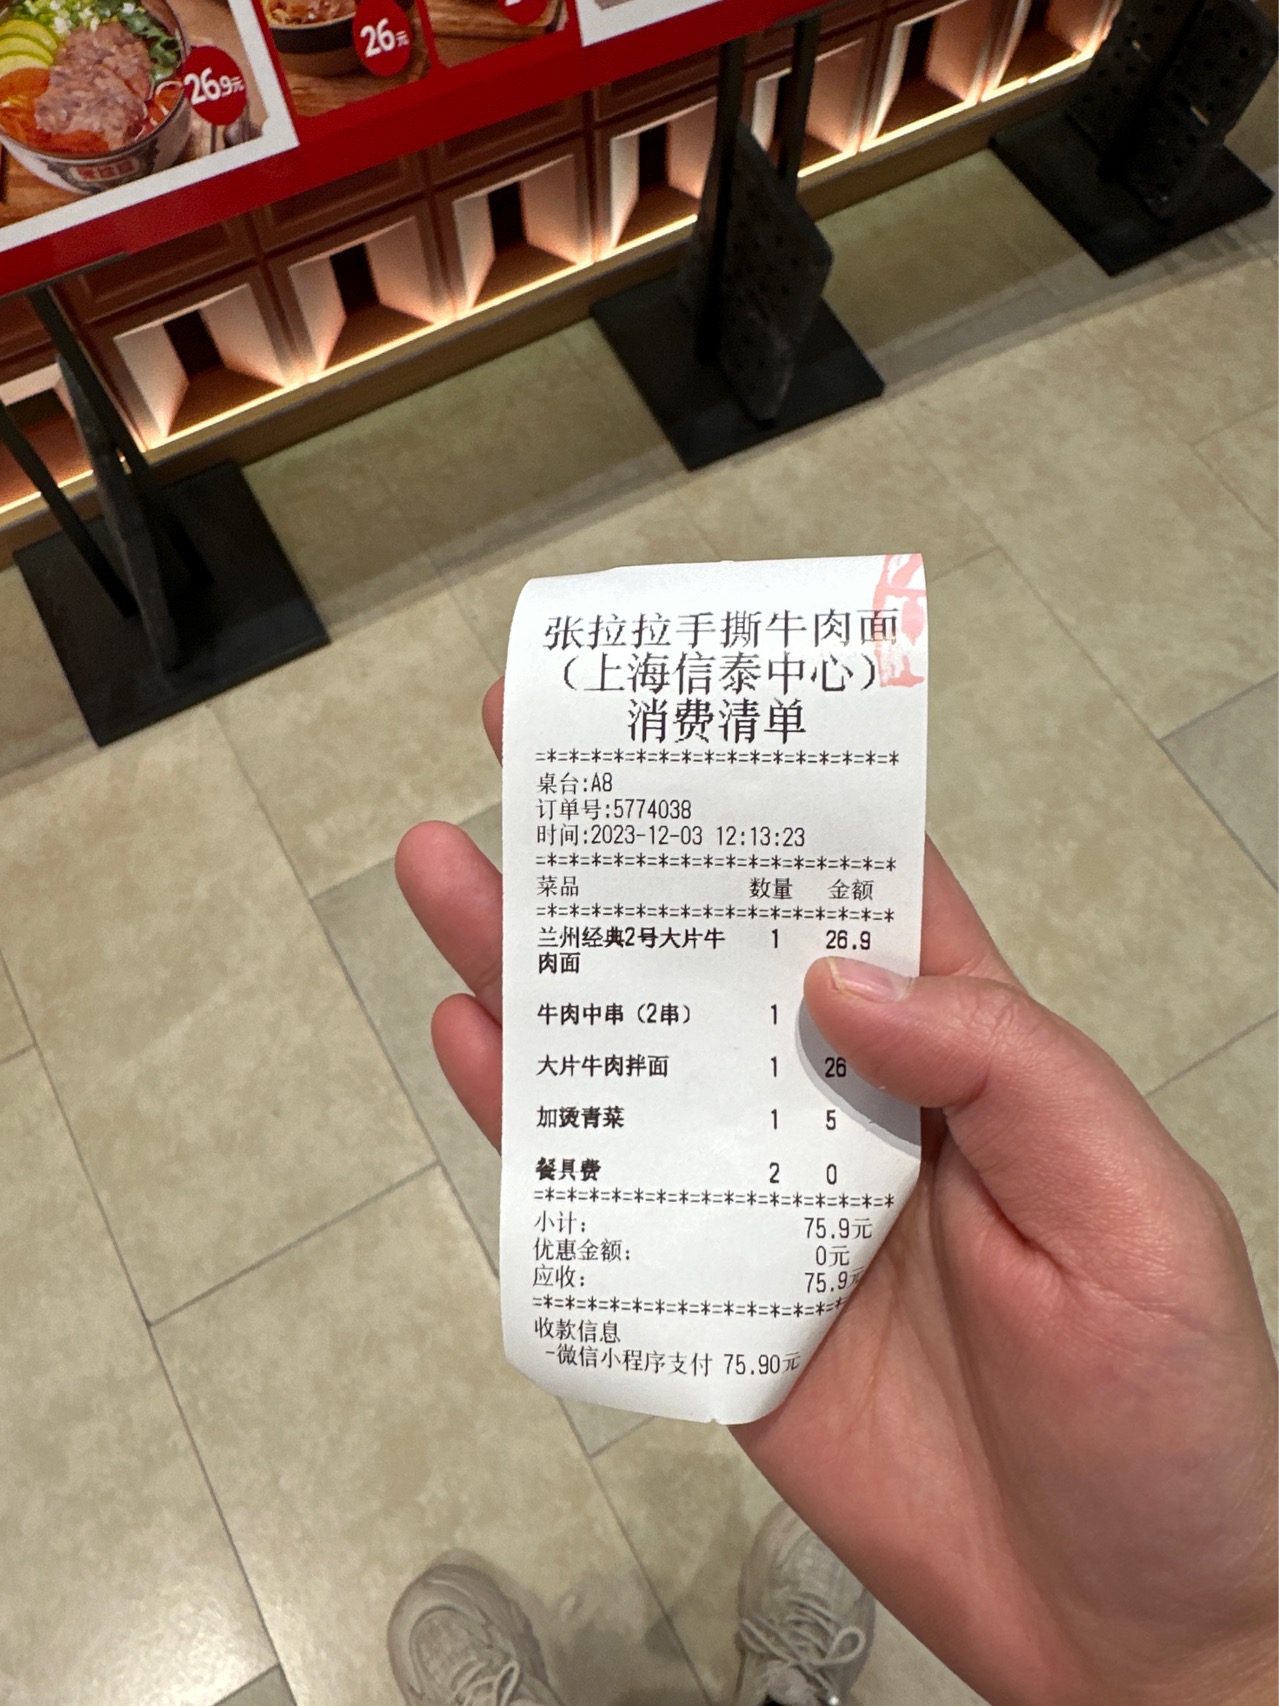 26.9元
26元
张拉拉手撕牛肉面
（上海信泰中心）
消费清单
=*=*=*=*=*=*=*=*=*=*=*=*=*=*=*=*
桌台:A8
订单号:5774038
时间:2023-12-03 12:13:23
=*=*=*=*=*=*=*=*=*=*=*=*=*=*=*=*
菜品 数量 金额
=*=*=*=*=*=*=*=*=*=*=*=*=*=*=*=*
兰州经典2号大片牛 1 26.9
肉面
牛肉中串（2串） 1
大片牛肉拌面 1 26
加烫青菜 1 5
餐具费 2 0
=*=*=*=*=*=*=*=*=*=*=*=*=*=*=*=*
小计: 75.9元
优惠金额: 0元
应收: 75.9元
=*=*=*=*=*=*=*=*=*=*=*=*=*=*
收款信息
-微信小程序支付 75.90元